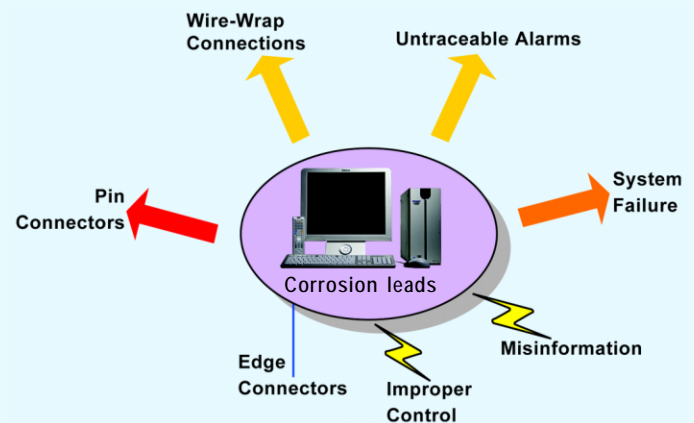 Wire-Wrap
Connections
Untraceable Alarms
Pin
Connectors
System
Failure
Corrosion leads
Misinformation
Edge
Connectors
Improper
Control